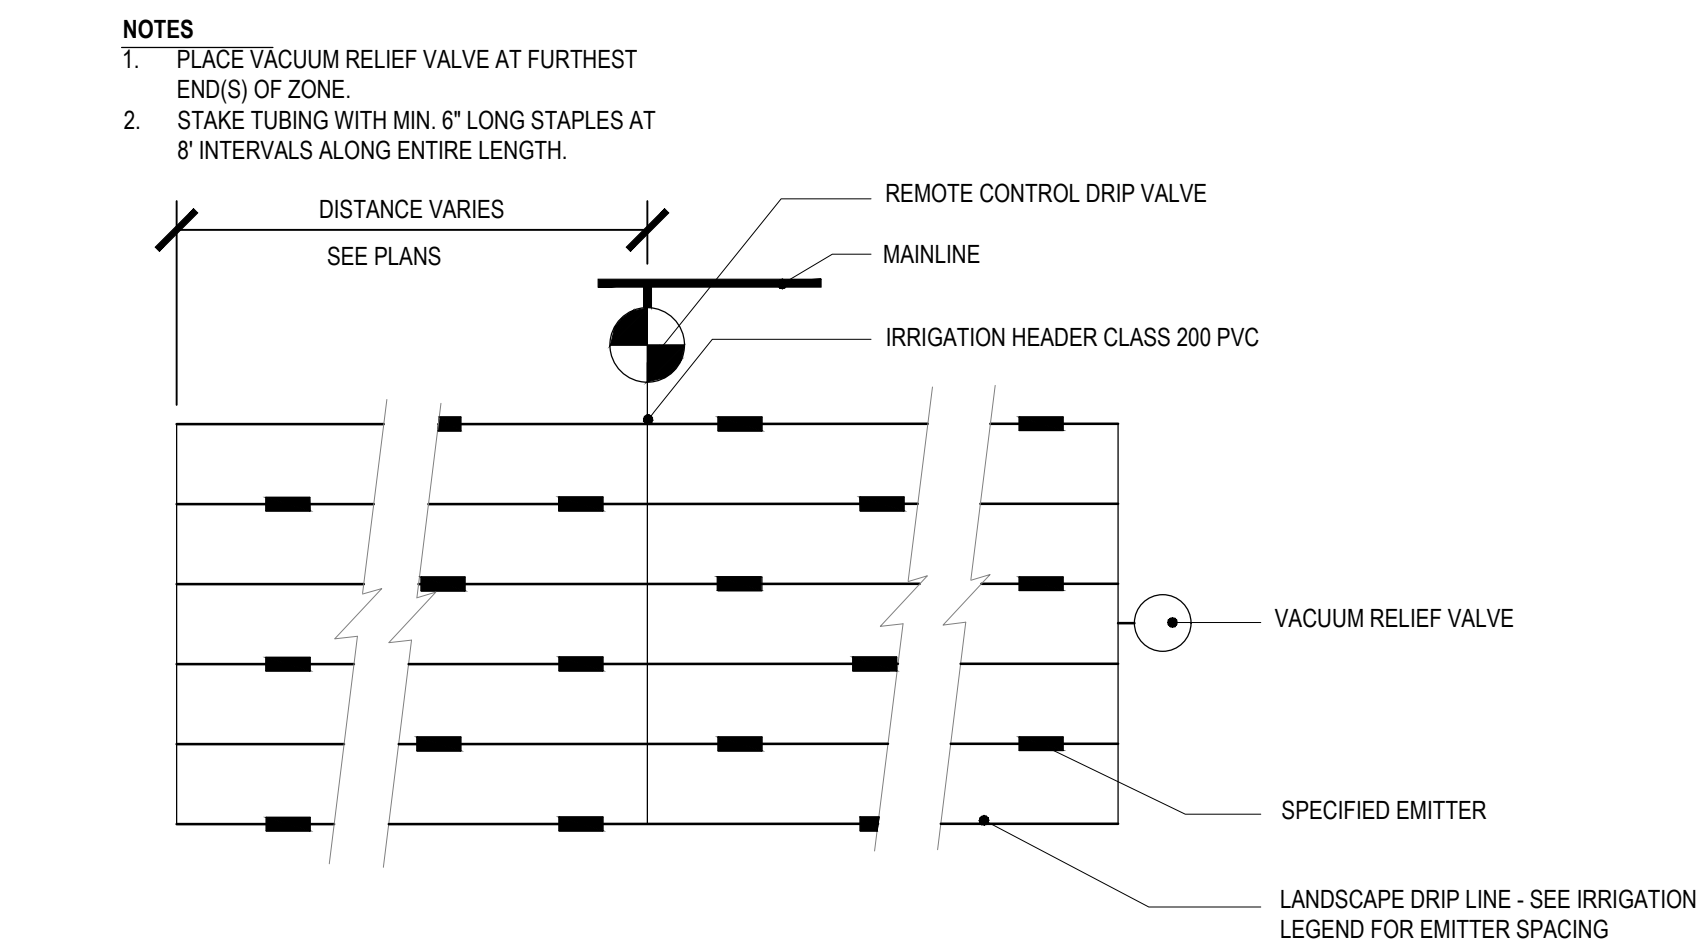 NOTES
1. PLACE VACUUM RELIEF VALVE AT FURTHEST
END(S) OF ZONE.
2. STAKE TUBING WITH MIN. 6" LONG STAPLES AT
8' INTERVALS ALONG ENTIRE LENGTH.
DISTANCE VARIES
SEE PLANS
REMOTE CONTROL DRIP VALVE
MAINLINE
IRRIGATION HEADER CLASS 200 PVC
VACUUM RELIEF VALVE
SPECIFIED EMITTER
LANDSCAPE DRIP LINE - SEE IRRIGATION
LEGEND FOR EMITTER SPACING